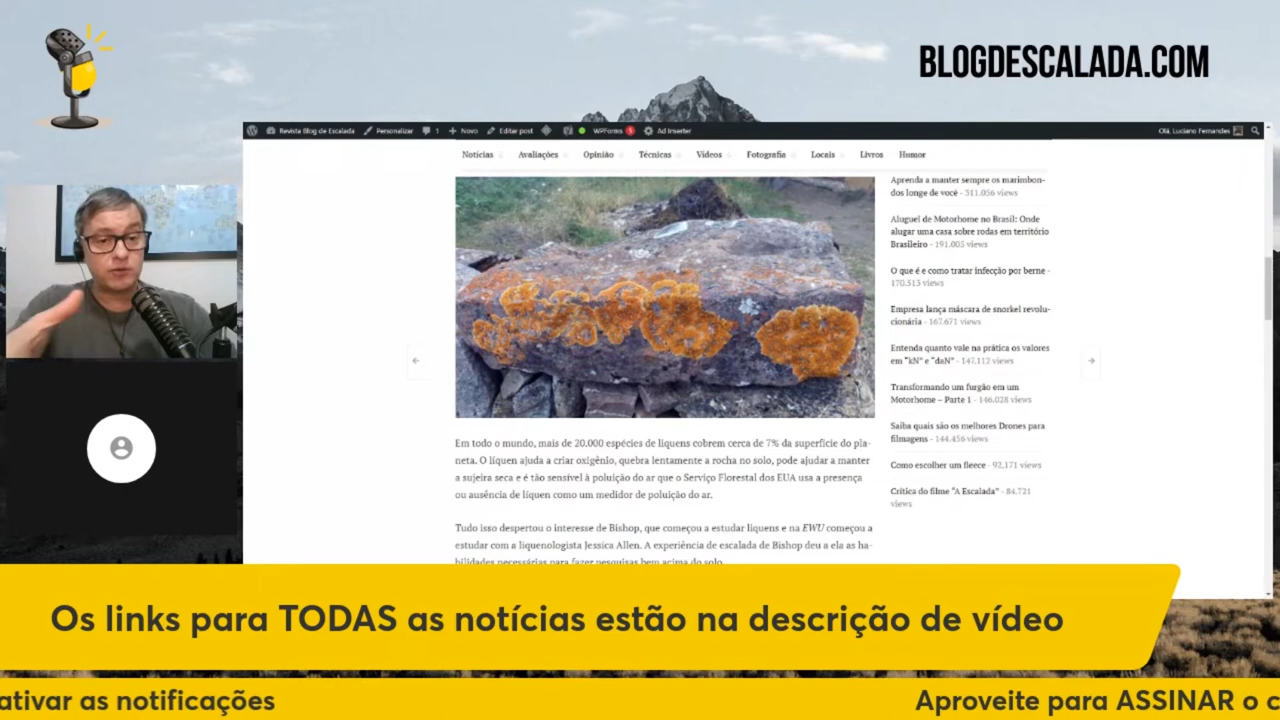 BLOGDESCALADA.COM
Revista Blog de Escalada Personalizar 1 Novo Editar post WPForms 5 Ad Inserter Olá, Luciano Fernandes
Notícias Avaliações Opinião Técnicas Vídeos Fotografia Locais Livros Humor
Em todo o mundo, mais de 20.000 espécies de liquens cobrem cerca de 7% da superfície do pla-
neta. O líquen ajuda a criar oxigênio, quebra lentamente a rocha no solo, pode ajudar a manter
a sujeira seca e é tão sensível à poluição do ar que o Serviço Florestal dos EUA usa a presença
ou ausência de líquen como um medidor de poluição do ar.
Tudo isso despertou o interesse de Bishop, que começou a estudar liquens e na EWU começou a
estudar com a liquenologista Jessica Allen. A experiência de escalada de Bishop deu a ela as ha-
bilidades necessárias para fazer pesquisas bem acima do solo.
Aprenda a manter sempre os marimbon-
dos longe de você - 311.056 views
Aluguel de Motorhome no Brasil: Onde
alugar uma casa sobre rodas em território
Brasileiro - 191.005 views
O que é e como tratar infecção por berne -
170.513 views
Empresa lança máscara de snorkel revolu-
cionária - 167.671 views
Entenda quanto vale na prática os valores
em "kN" e "daN" - 147.112 views
Transformando um furgão em um
Motorhome – Parte 1 - 146.028 views
Saiba quais são os melhores Drones para
filmagens - 144.456 views
Como escolher um fleece - 92.171 views
Crítica do filme "A Escalada" - 84.721
views
Os links para TODAS as notícias estão na descrição de vídeo
ativar as notificações
Aproveite para ASSINAR o c